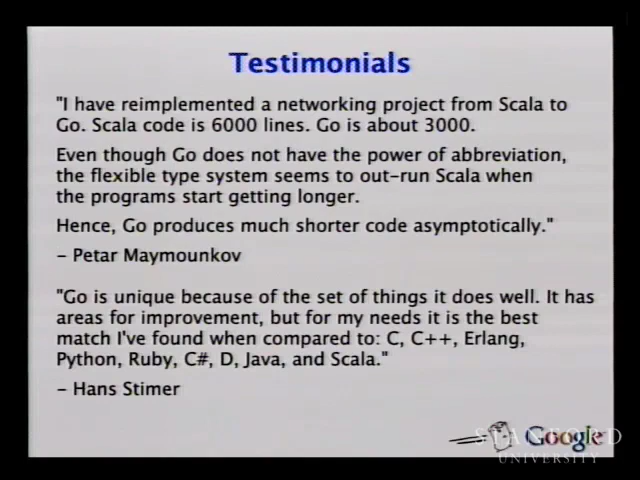 Testimonials
"I have reimplemented a networking project from Scala to
Go. Scala code is 6000 lines. Go is about 3000.
Even though Go does not have the power of abbreviation,
the flexible type system seems to out-run Scala when
the programs start getting longer.
Hence, Go produces much shorter code asymptotically."
- Petar Maymounkov
"Go is unique because of the set of things it does well. It has
areas for improvement, but for my needs it is the best
match I've found when compared to: C, C++, Erlang,
Python, Ruby, C#, D, Java, and Scala."
- Hans Stimer
Google
STANFORD
UNIVERSITY